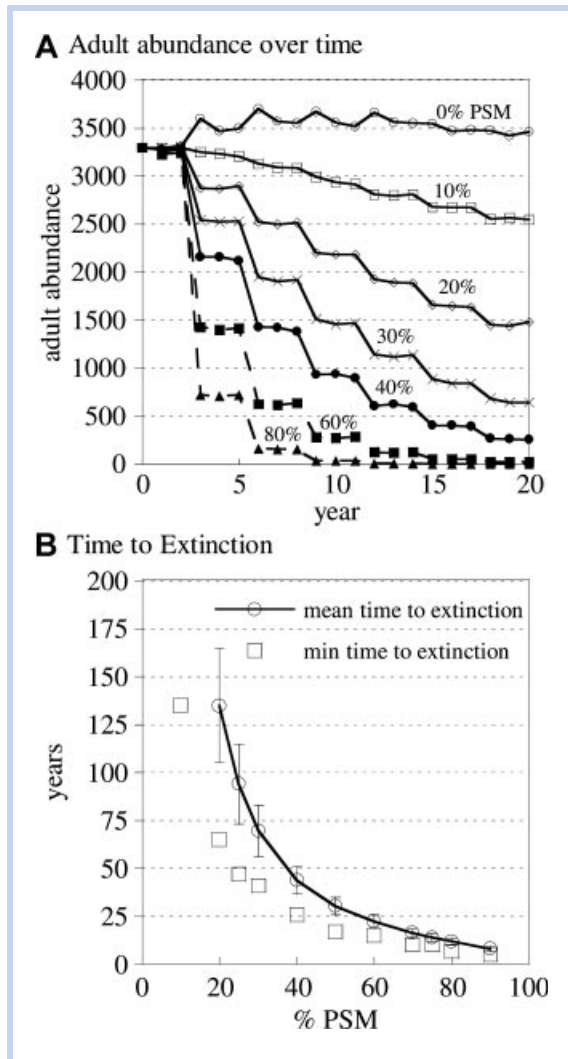 A Adult abundance over time
4000
3500
3000
2500
2000
1500
1000
500
0
adult abundance
0% PSM
10%
20%
30%
40%
60%
80%
0 5 10 15 20
year
B Time to Extinction
200
175
150
125
100
75
50
25
0
years
mean time to extinction
min time to extinction
0 20 40 60 80 100
% PSM